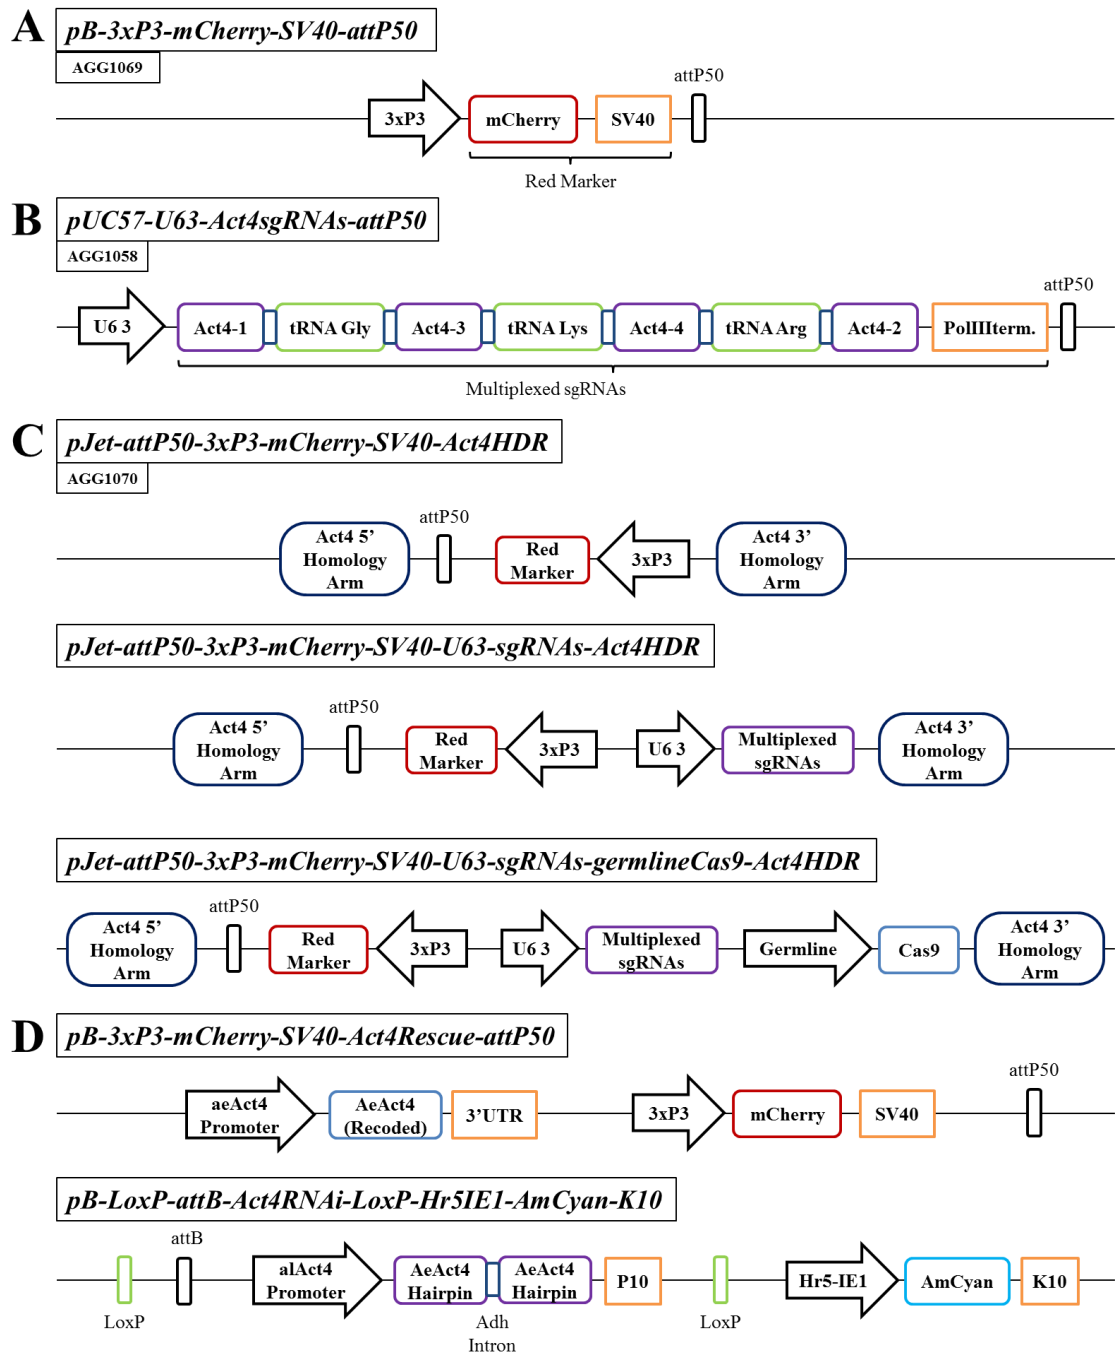 A
pB-3xP3-mCherry-SV40-attP50
AGG1069
attP50
3xP3
mCherry
SV40
Red Marker
B
pUC57-U63-Act4sgRNAs-attP50
AGG1058
attP50
U6 3
Act4-1
tRNA Gly
Act4-3
tRNA Lys
Act4-4
tRNA Arg
Act4-2
PolIIIterm.
Multiplexed sgRNAs
C
pJet-attP50-3xP3-mCherry-SV40-Act4HDR
AGG1070
Act4 5’
Homology
Arm
attP50
Red
Marker
3xP3
Act4 3’
Homology
Arm
pJet-attP50-3xP3-mCherry-SV40-U63-sgRNAs-Act4HDR
Act4 5’
Homology
Arm
attP50
Red
Marker
3xP3
U6 3
Multiplexed
sgRNAs
Act4 3’
Homology
Arm
pJet-attP50-3xP3-mCherry-SV40-U63-sgRNAs-germlineCas9-Act4HDR
Act4 5’
Homology
Arm
attP50
Red
Marker
3xP3
U6 3
Multiplexed
sgRNAs
Germline
Cas9
Act4 3’
Homology
Arm
D
pB-3xP3-mCherry-SV40-Act4Rescue-attP50
aeAct4
Promoter
AeAct4
(Recoded)
3’UTR
3xP3
mCherry
SV40
attP50
pB-LoxP-attB-Act4RNAi-LoxP-Hr5IE1-AmCyan-K10
LoxP
attB
alAct4
Promoter
AeAct4
Hairpin
AeAct4
Hairpin
Adh
Intron
P10
LoxP
Hr5-IE1
AmCyan
K10